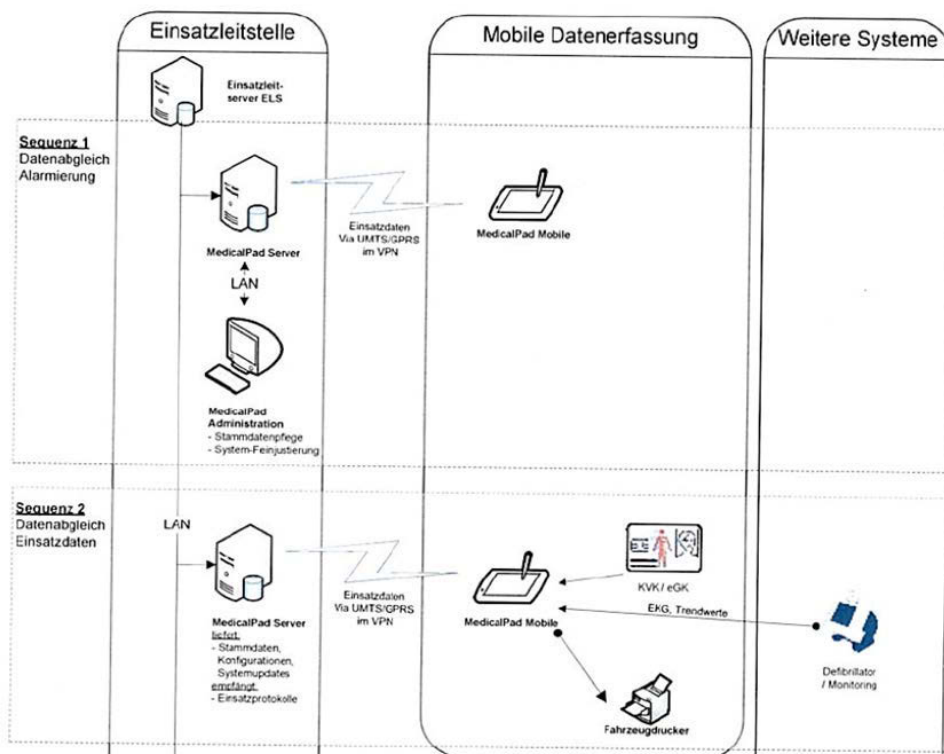 Einsatzleitstelle
Mobile Datenerfassung
Weitere Systeme
Einsatzleit-
server ELS
Sequenz 1
Datenabgleich
Alarmierung
MedicalPad Server
Einsatzdaten
Via UMTS/GPRS
im VPN
MedicalPad Mobile
LAN
MedicalPad
Administration
- Stammdatenpflege
- System-Feinjustierung
Sequenz 2
Datenabgleich
Einsatzdaten
LAN
MedicalPad Server
liefert:
- Stammdaten,
Konfigurationen,
Systemupdates
empfängt:
- Einsatzprotokolle
Einsatzdaten
Via UMTS/GPRS
im VPN
MedicalPad Mobile
KVK / eGK
EKG, Trendwerte
Fahrzeugdrucker
Defibrillator
/ Monitoring